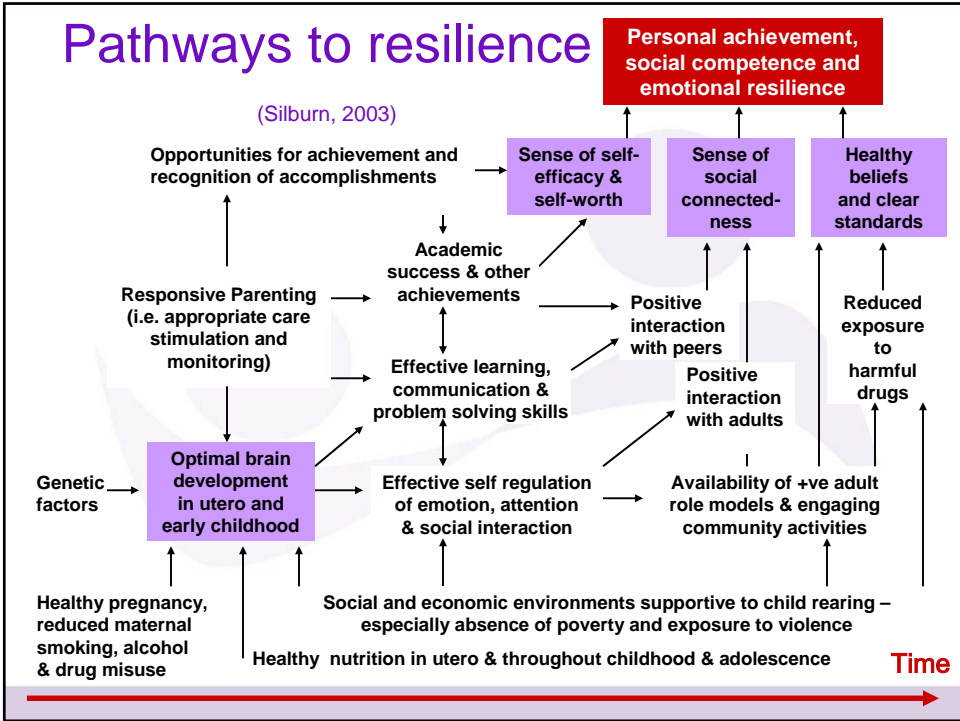 Pathways to resilience
(Silburn, 2003)
Personal achievement,
social competence and
emotional resilience
Opportunities for achievement and
recognition of accomplishments
Sense of self-
efficacy &
self-worth
Sense of
social
connected-
ness
Healthy
beliefs
and clear
standards
Academic
success & other
achievements
Responsive Parenting
(i.e. appropriate care
stimulation and
monitoring)
Positive
interaction
with peers
Reduced
exposure
to
harmful
drugs
Effective learning,
communication &
problem solving skills
Positive
interaction
with adults
Genetic
factors
Optimal brain
development
in utero and
early childhood
Effective self regulation
of emotion, attention
& social interaction
Availability of +ve adult
role models & engaging
community activities
Healthy pregnancy,
reduced maternal
smoking, alcohol
& drug misuse
Social and economic environments supportive to child rearing –
especially absence of poverty and exposure to violence
Healthy nutrition in utero & throughout childhood & adolescence
Time